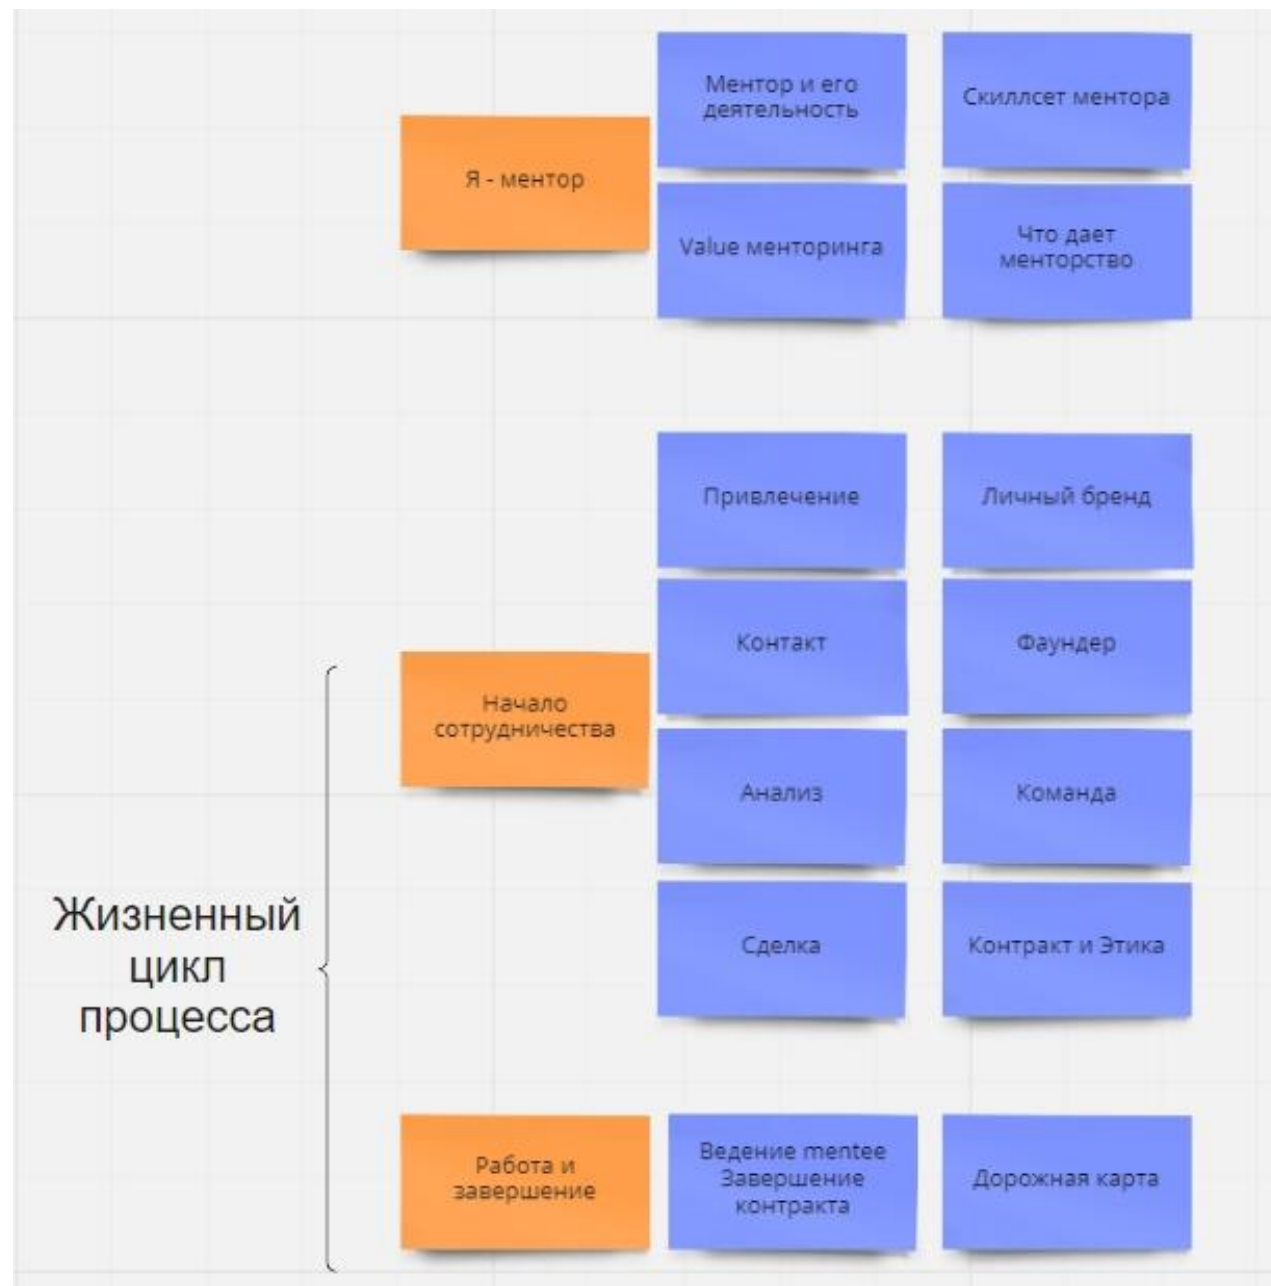 Ментор и его
деятельность
Скиллсет ментора
Я - ментор
Value менторинга
Что дает
менторство
Привлечение
Личный бренд
Контакт
Фаундер
Начало
сотрудничества
Анализ
Команда
Жизненный
цикл
процесса
Сделка
Контракт и Этика
Работа и
завершение
Ведение mentee
Завершение
контракта
Дорожная карта